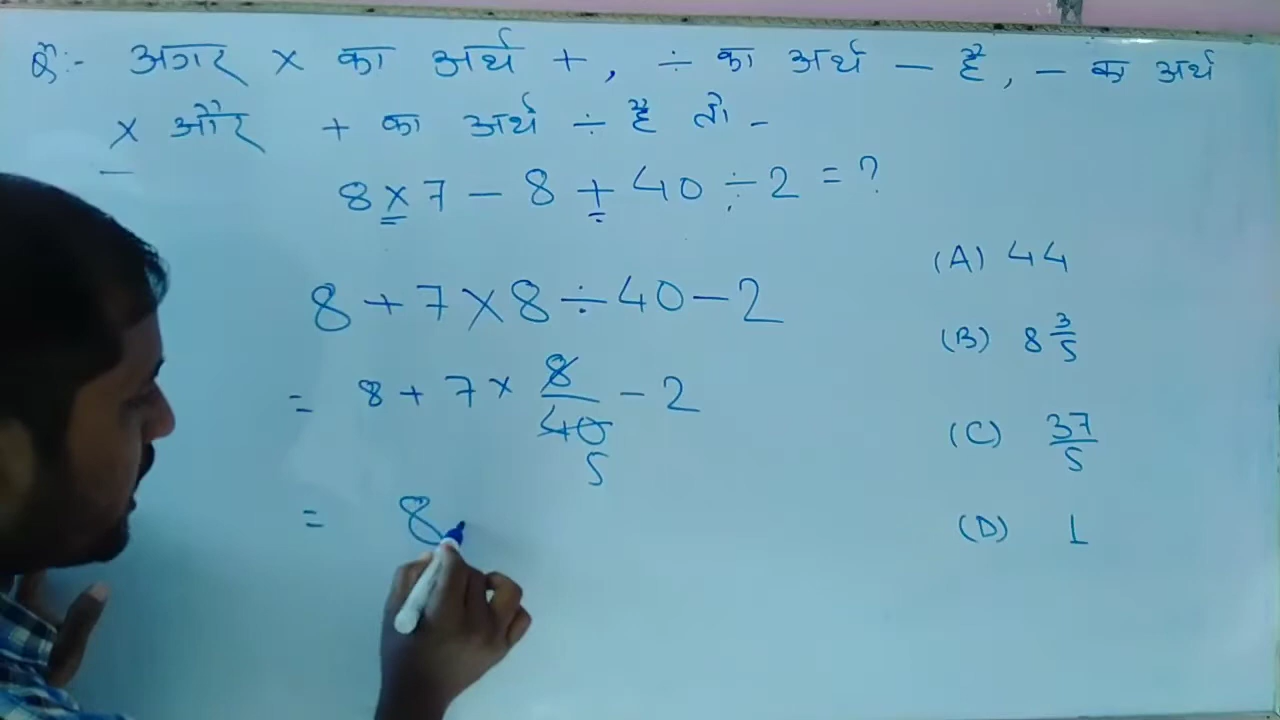 प्र:- अगर × का अर्थ +, ÷ का अर्थ - है, - का अर्थ
× और + का अर्थ ÷ है तो -
8 × 7 - 8 + 40 ÷ 2 = ?
(A) 44
8 + 7 × 8 ÷ 40 - 2
(B) 8 3/5
= 8 + 7 × 8/40 - 2
5
(C) 37/5
= 8
(D) 1